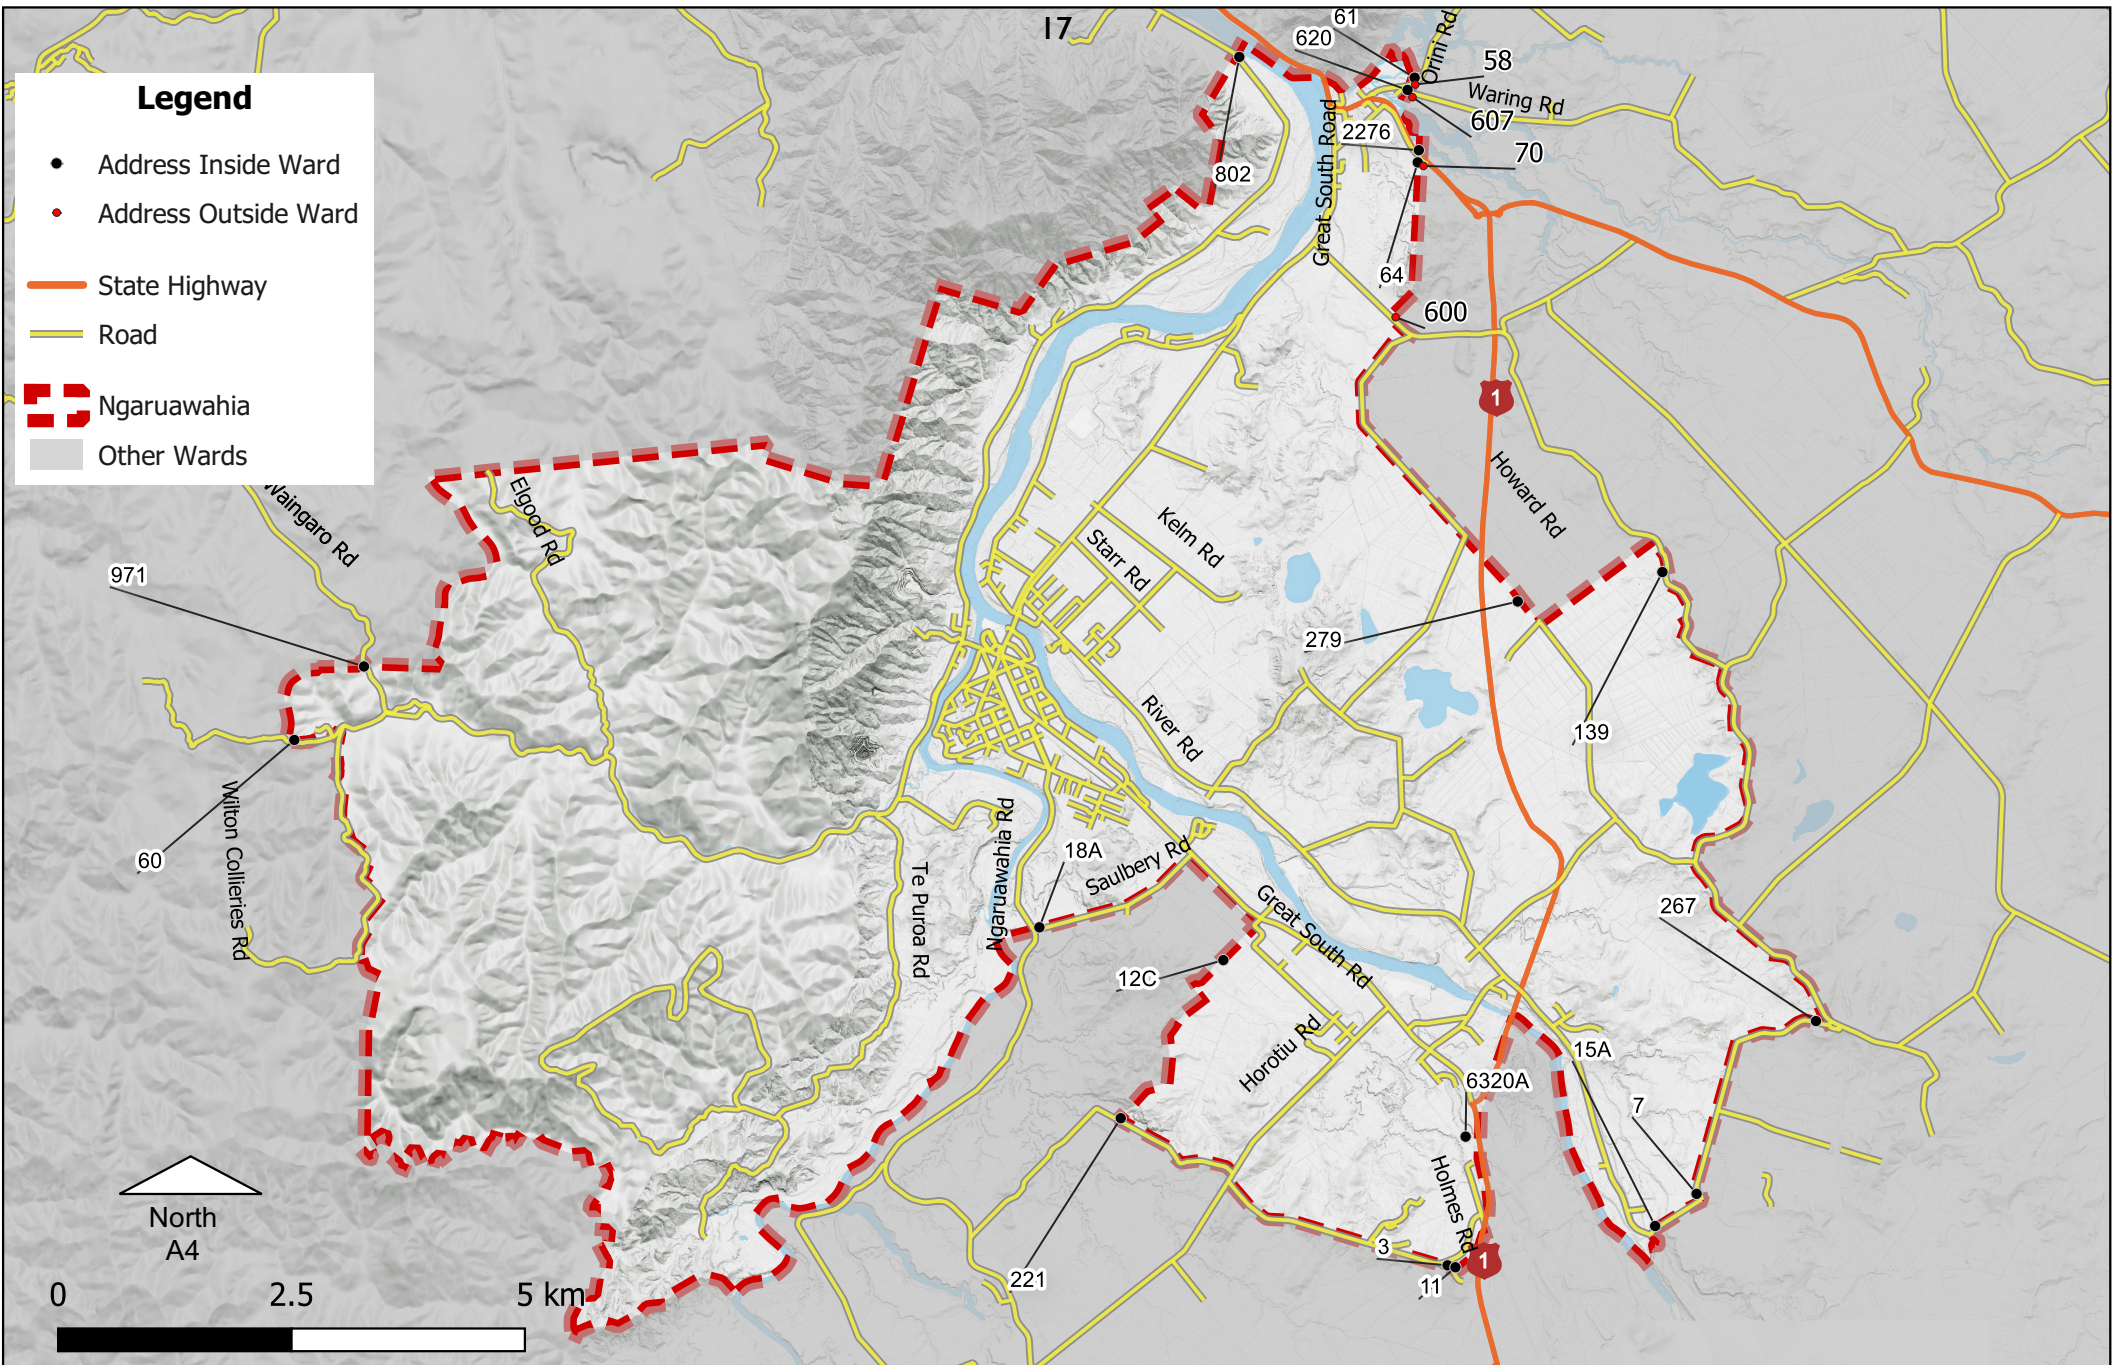 17
61
620
Orini Rd
58
Waring Rd
607
2276
70
Great South Road
802
64
600
Legend
Address Inside Ward
Address Outside Ward
State Highway
Road
Ngaruawahia
Other Wards
1
Waingaro Rd
Elgood Rd
Howard Rd
Kelm Rd
Starr Rd
971
279
139
River Rd
60
Wilton Collieries Rd
Te Puroa Rd
Ngaruawahia Rd
18A
Saulbery Rd
Great South Rd
267
12C
Horotiu Rd
15A
6320A
7
Holmes Rd
3
1
11
221
North
A4
0 2.5 5 km